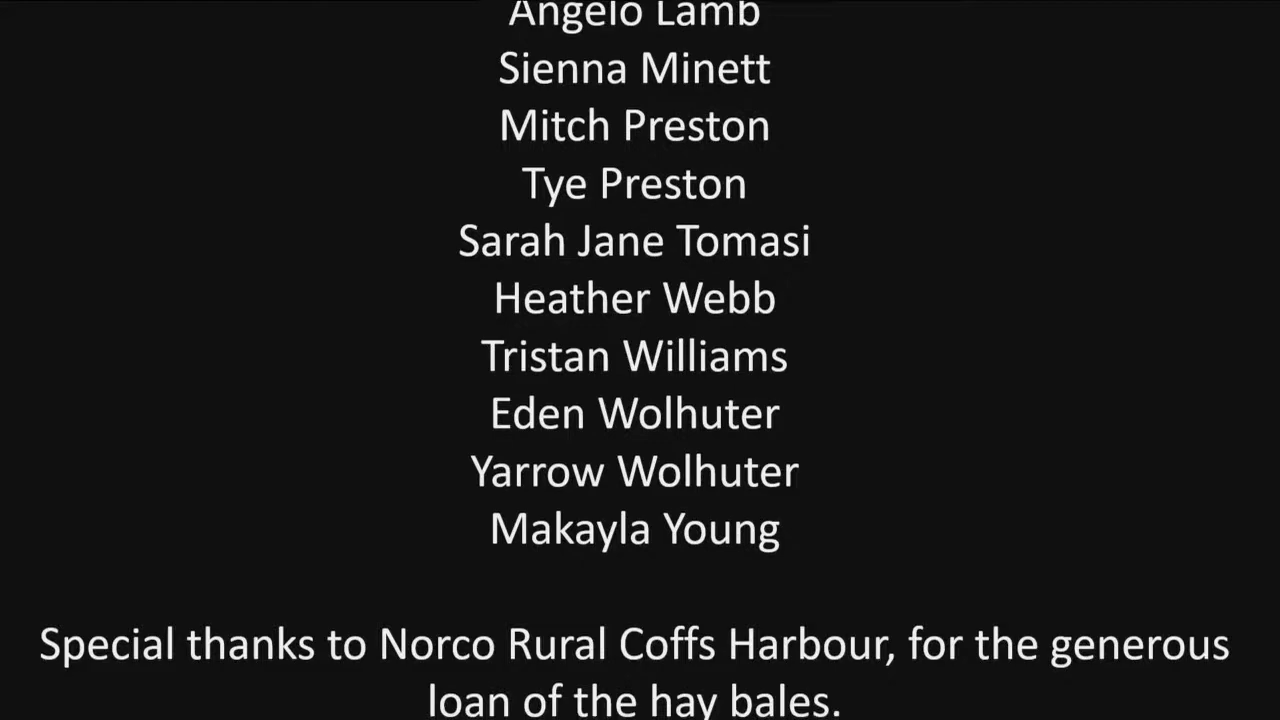 Angelo Lamb
Sienna Minett
Mitch Preston
Tye Preston
Sarah Jane Tomasi
Heather Webb
Tristan Williams
Eden Wolhuter
Yarrow Wolhuter
Makayla Young
Special thanks to Norco Rural Coffs Harbour, for the generous
loan of the hay bales.